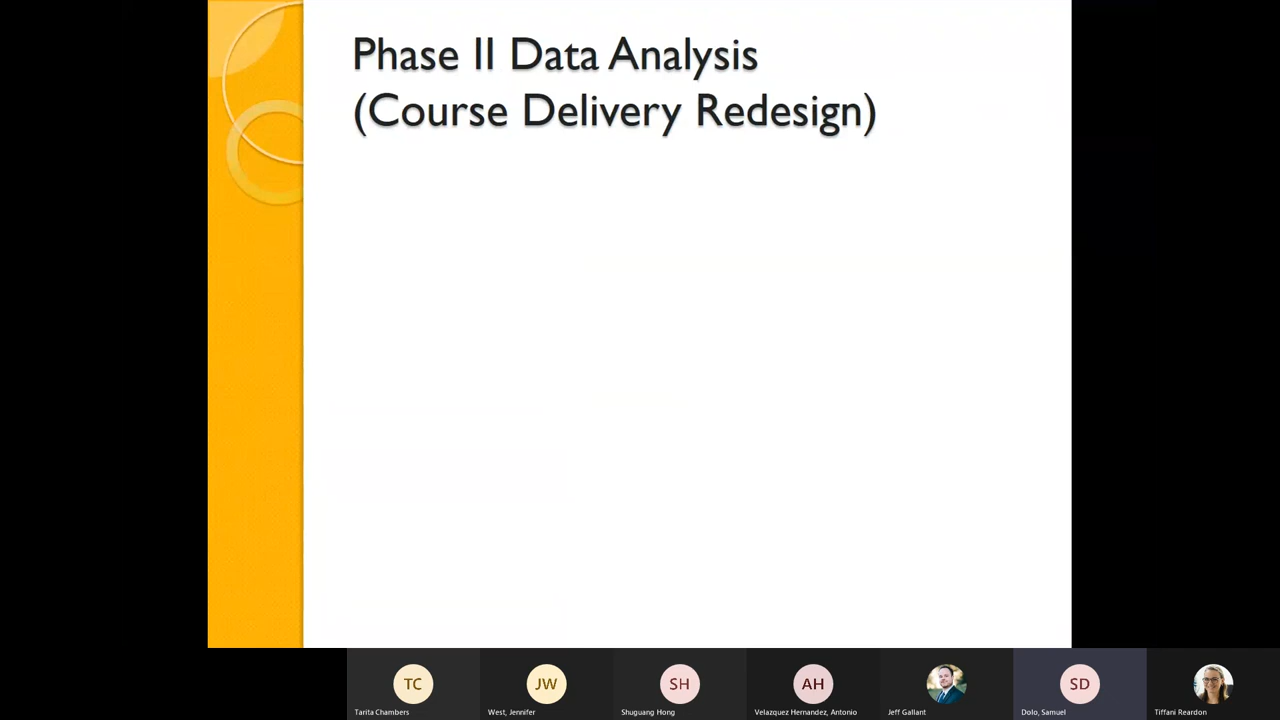 Phase II Data Analysis
(Course Delivery Redesign)
TC
JW
SH
AH
SD
Tarita Chambers
West, Jennifer
Shuguang Hong
Velazquez Hernandez, Antonio
Jeff Gallant
Dolo, Samuel
Tiffani Reardon